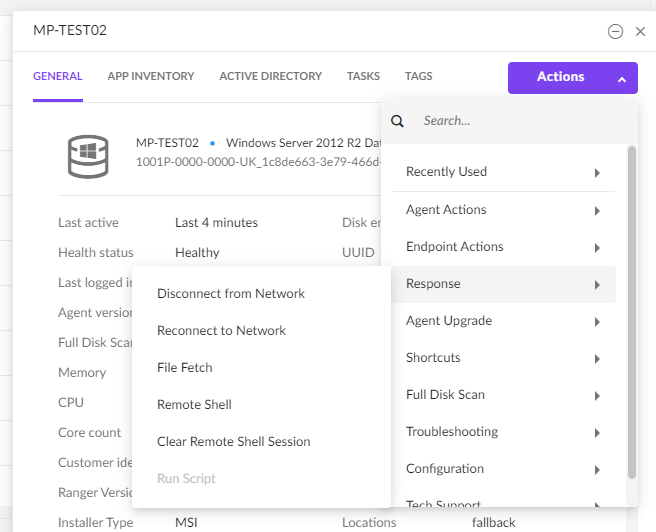 MP-TEST02
GENERAL APP INVENTORY ACTIVE DIRECTORY TASKS TAGS Actions
Search...
MP-TEST02 • Windows Server 2012 R2 Dat
1001P-0000-0000-UK_1c8de663-3e79-466d-
Recently Used
Agent Actions
Endpoint Actions
Response
Agent Upgrade
Shortcuts
Full Disk Scan
Troubleshooting
Configuration
Tech Support
Last active Last 4 minutes Disk en
Health status Healthy UUID
Last logged in
Agent version
Full Disk Scan
Memory
CPU
Core count
Customer ide
Ranger Versio
Installer Type MSI Locations fallback
Disconnect from Network
Reconnect to Network
File Fetch
Remote Shell
Clear Remote Shell Session
Run Script